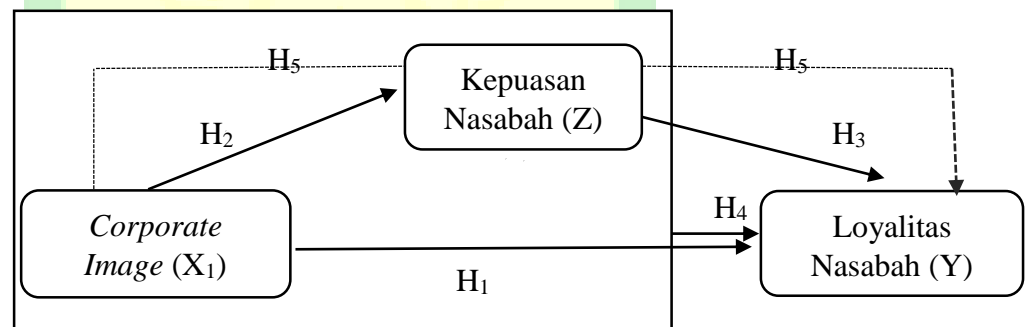 H5
H5
Kepuasan
Nasabah (Z)
H2
H3
H4
Corporate
Image (X1)
Loyalitas
Nasabah (Y)
H1